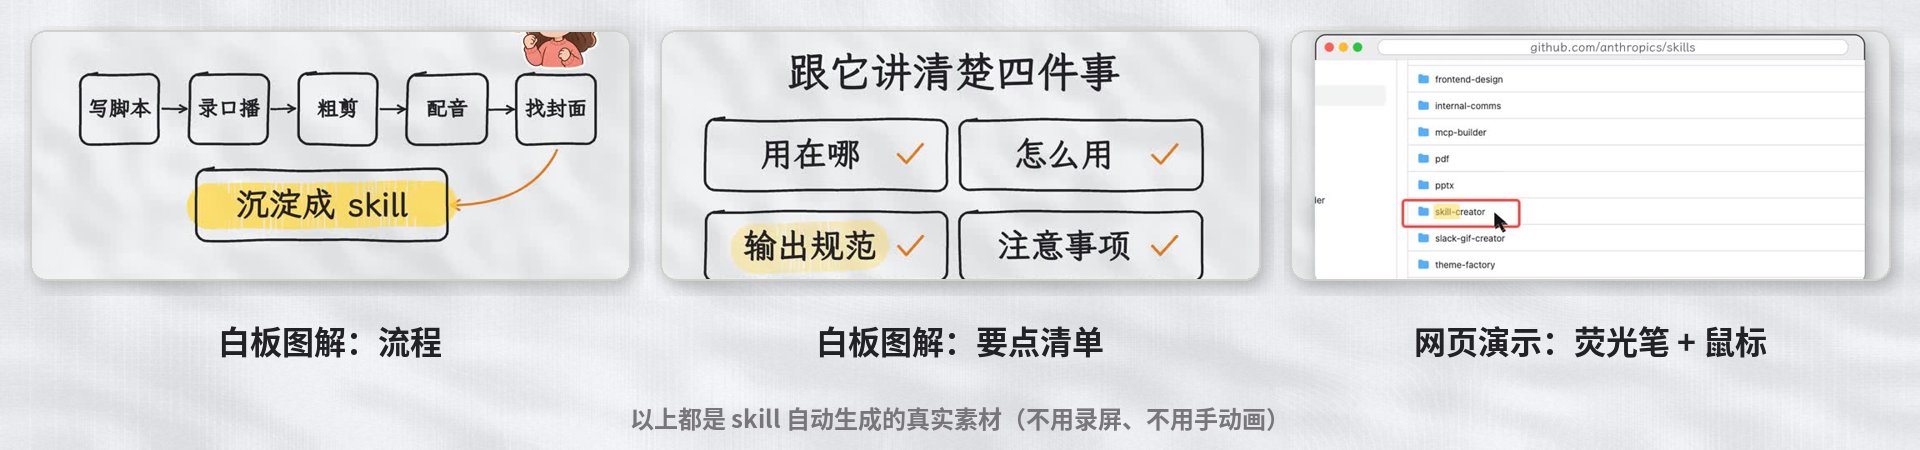 写脚本
录口播
粗剪
配音
找封面
沉淀成 skill
白板图解：流程
跟它讲清楚四件事
用在哪
怎么用
输出规范
注意事项
白板图解：要点清单
github.com/anthropics/skills
frontend-design
internal-comms
mcp-builder
pdf
pptx
ler
skill-creator
slack-gif-creator
theme-factory
网页演示：荧光笔 + 鼠标
以上都是 skill 自动生成的真实素材（不用录屏、不用手动画）